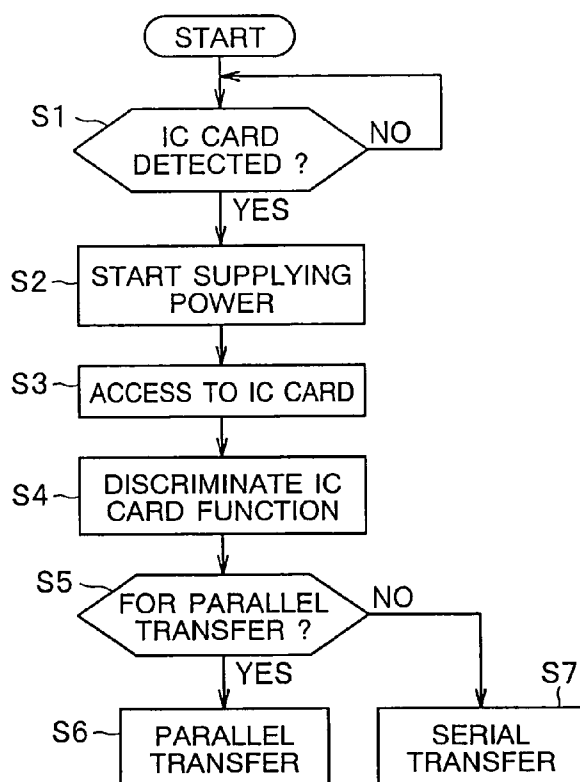 START
S1
IC CARD
DETECTED ?
NO
YES
S2
START SUPPLYING
POWER
S3
ACCESS TO IC CARD
S4
DISCRIMINATE IC
CARD FUNCTION
S5
FOR PARALLEL
TRANSFER ?
NO
YES
S6
PARALLEL
TRANSFER
S7
SERIAL
TRANSFER